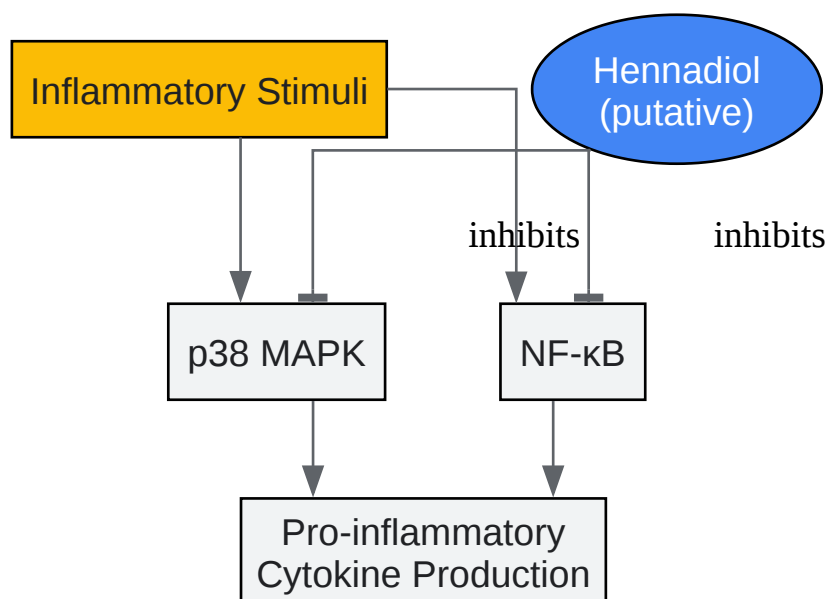 Inflammatory Stimuli
Hennadiol
(putative)
inhibits
inhibits
p38 MAPK
NF-κB
Pro-inflammatory
Cytokine Production